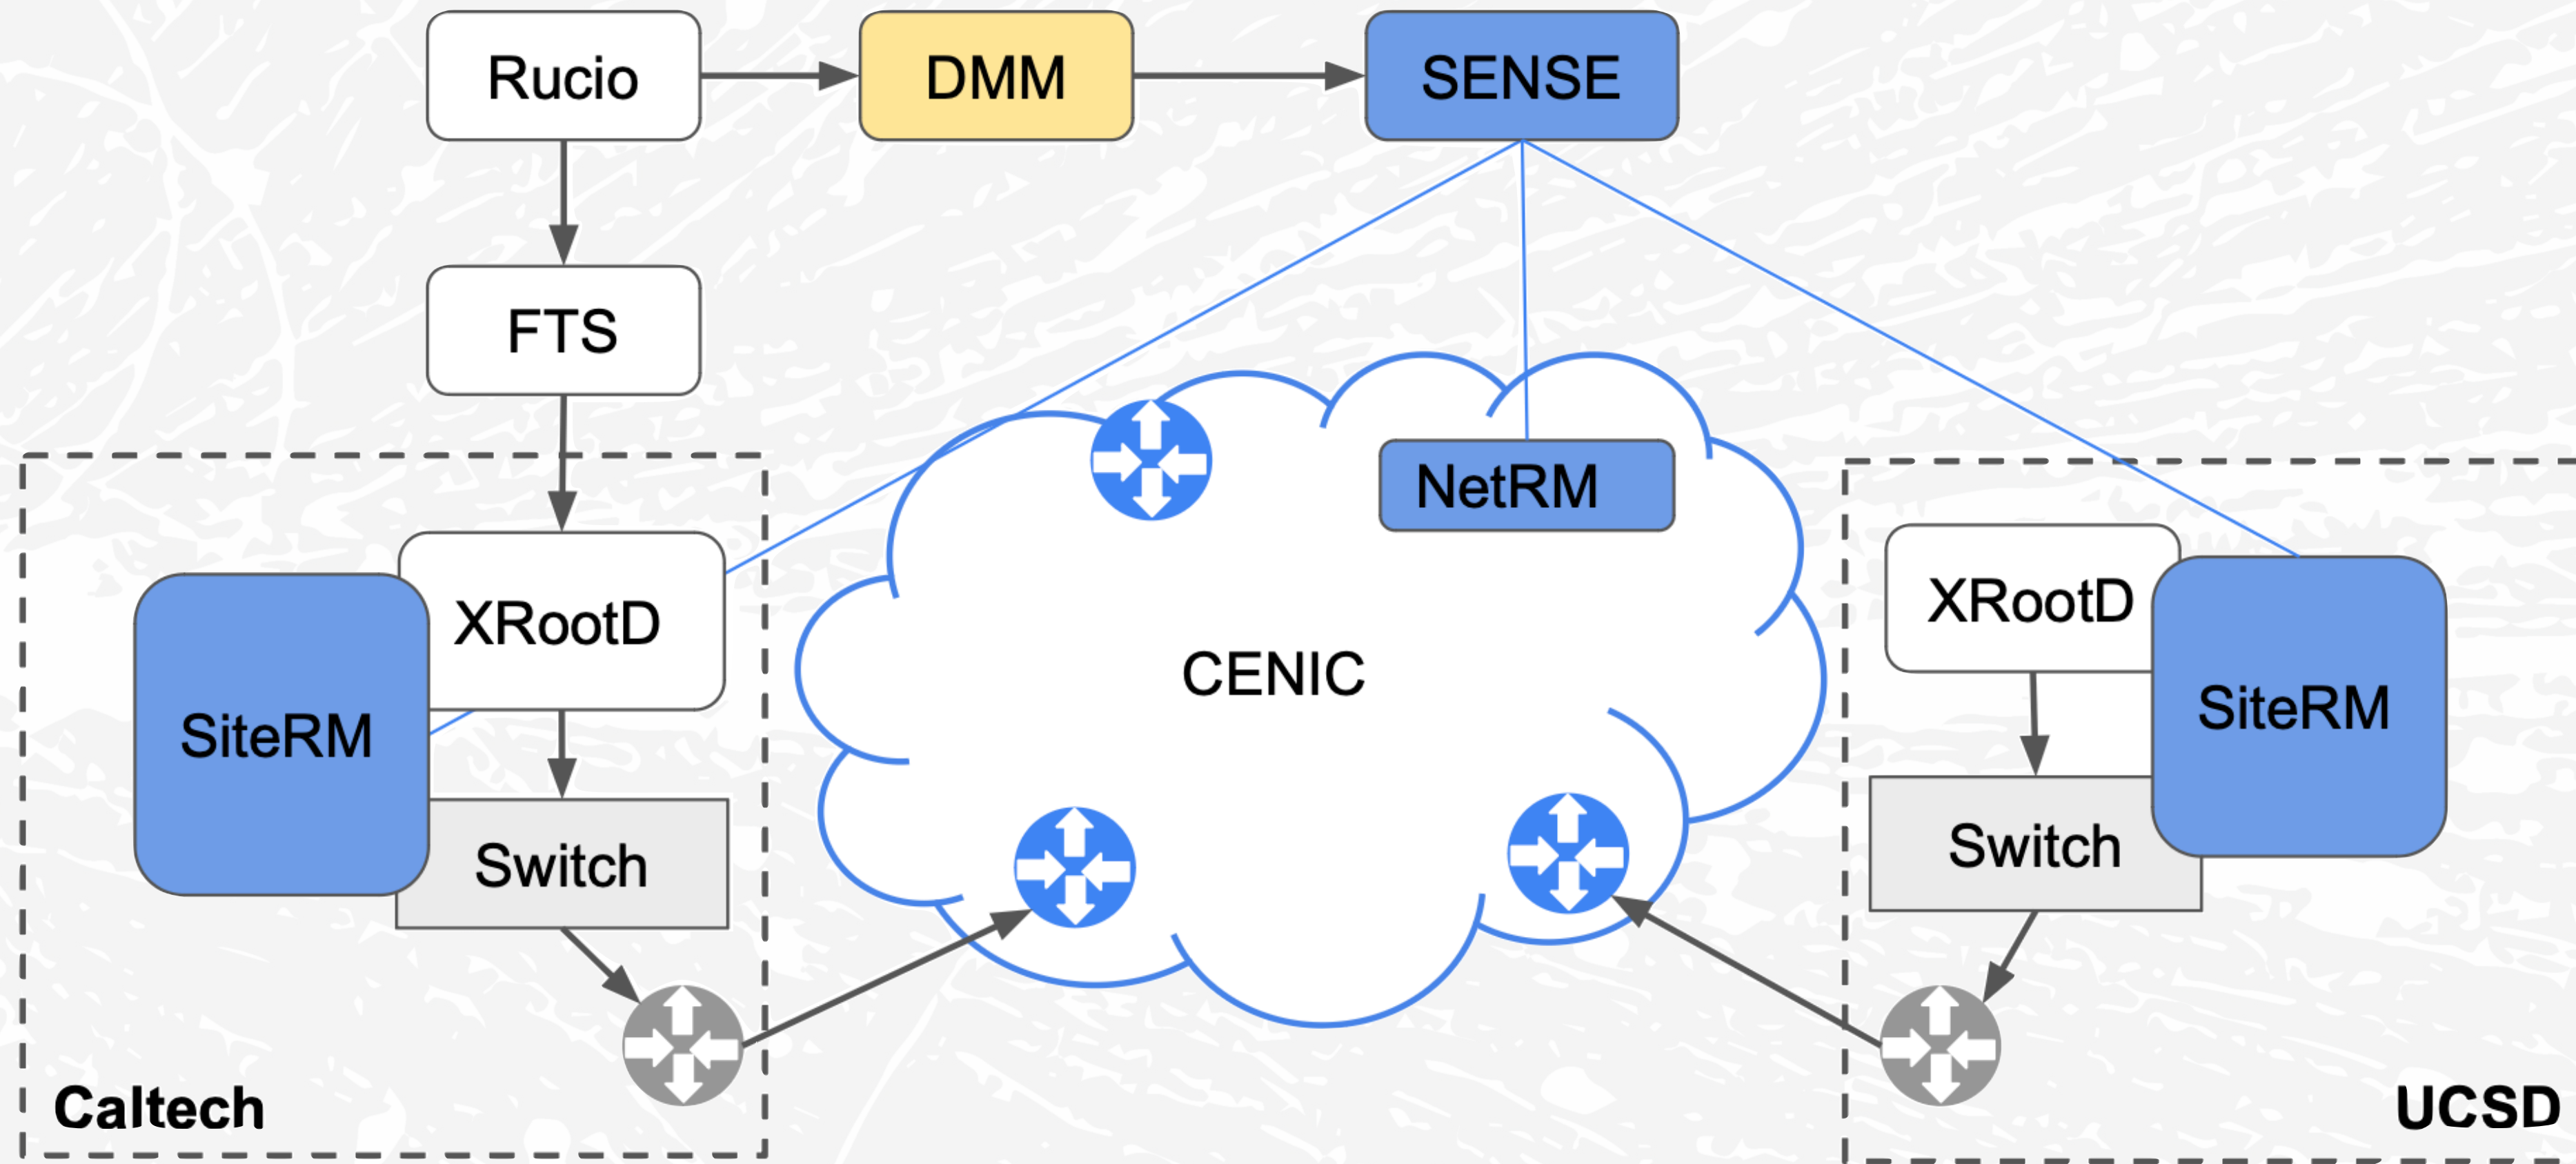 Rucio
DMM
SENSE
FTS
NetRM
XRootD
XRootD
SiteRM
CENIC
SiteRM
Switch
Switch
Caltech
UCSD